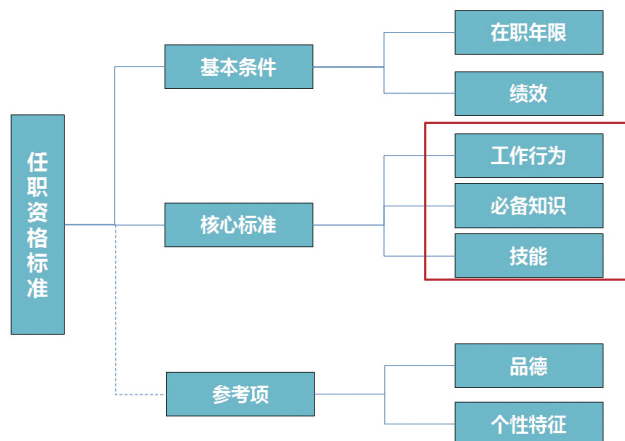 任职资格标准
基本条件
在职年限
绩效
核心标准
工作行为
必备知识
技能
参考项
品德
个性特征